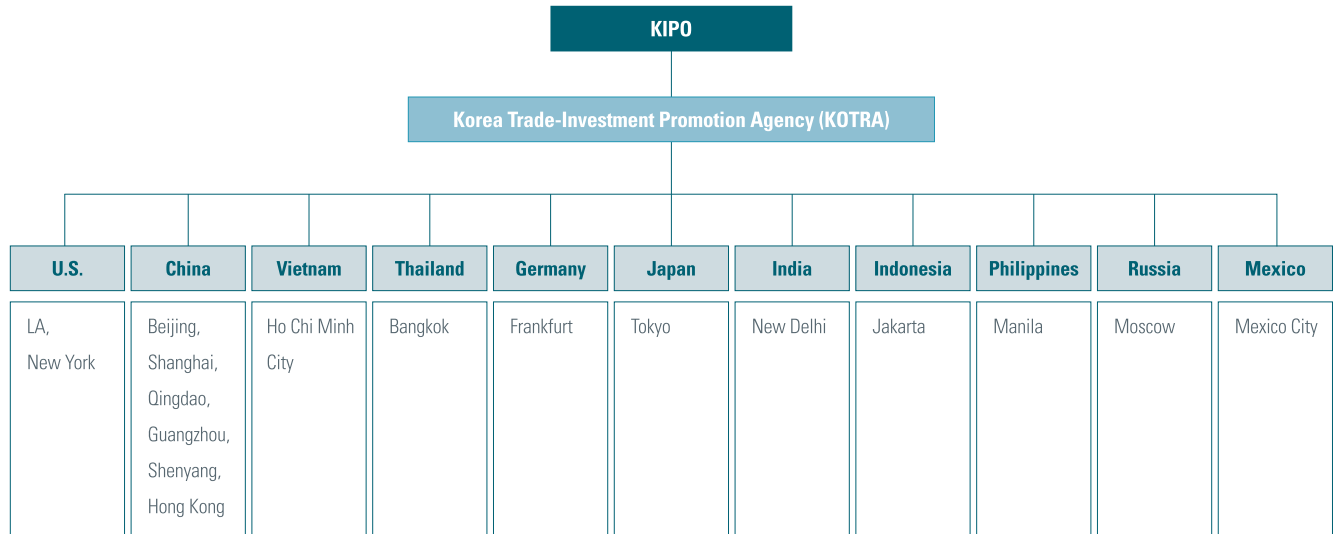 KIPO
Korea Trade-Investment Promotion Agency (KOTRA)
U.S.
China
Vietnam
Thailand
Germany
Japan
India
Indonesia
Philippines
Russia
Mexico
LA,
New York
Beijing,
Shanghai,
Qingdao,
Guangzhou,
Shenyang,
Hong Kong
Ho Chi Minh
City
Bangkok
Frankfurt
Tokyo
New Delhi
Jakarta
Manila
Moscow
Mexico City